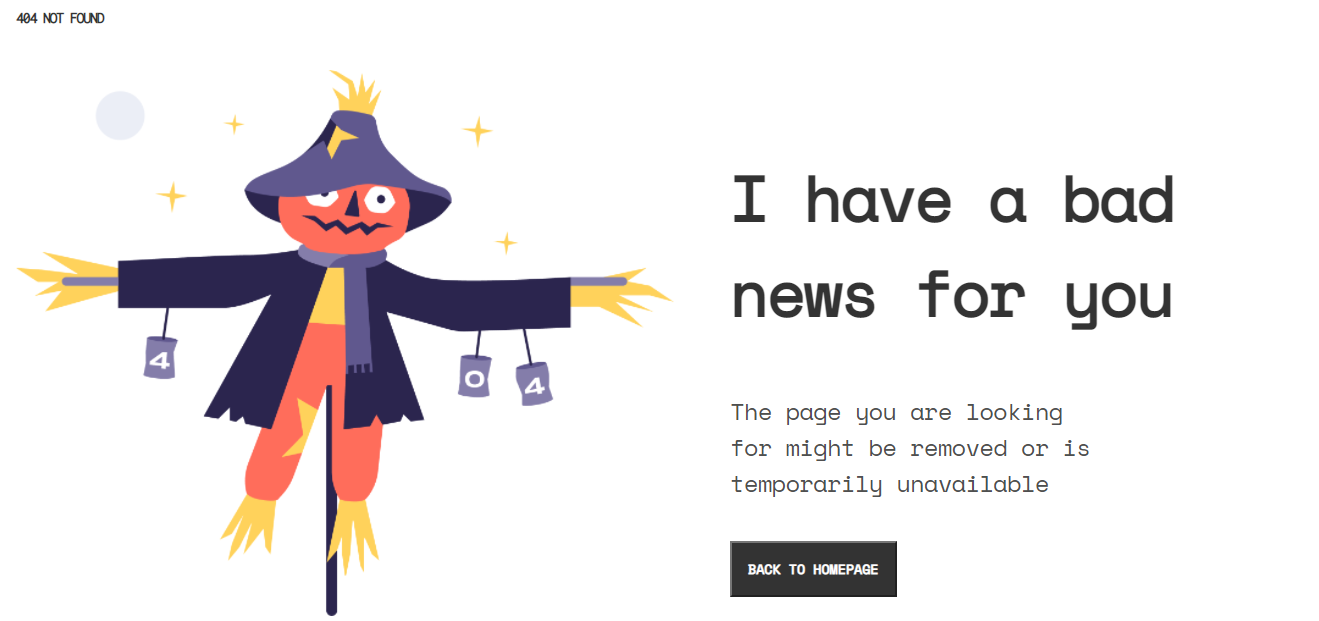 404 NOT FOUND
4
0
4
I have a bad
news for you
The page you are looking
for might be removed or is
temporarily unavailable
BACK TO HOMEPAGE